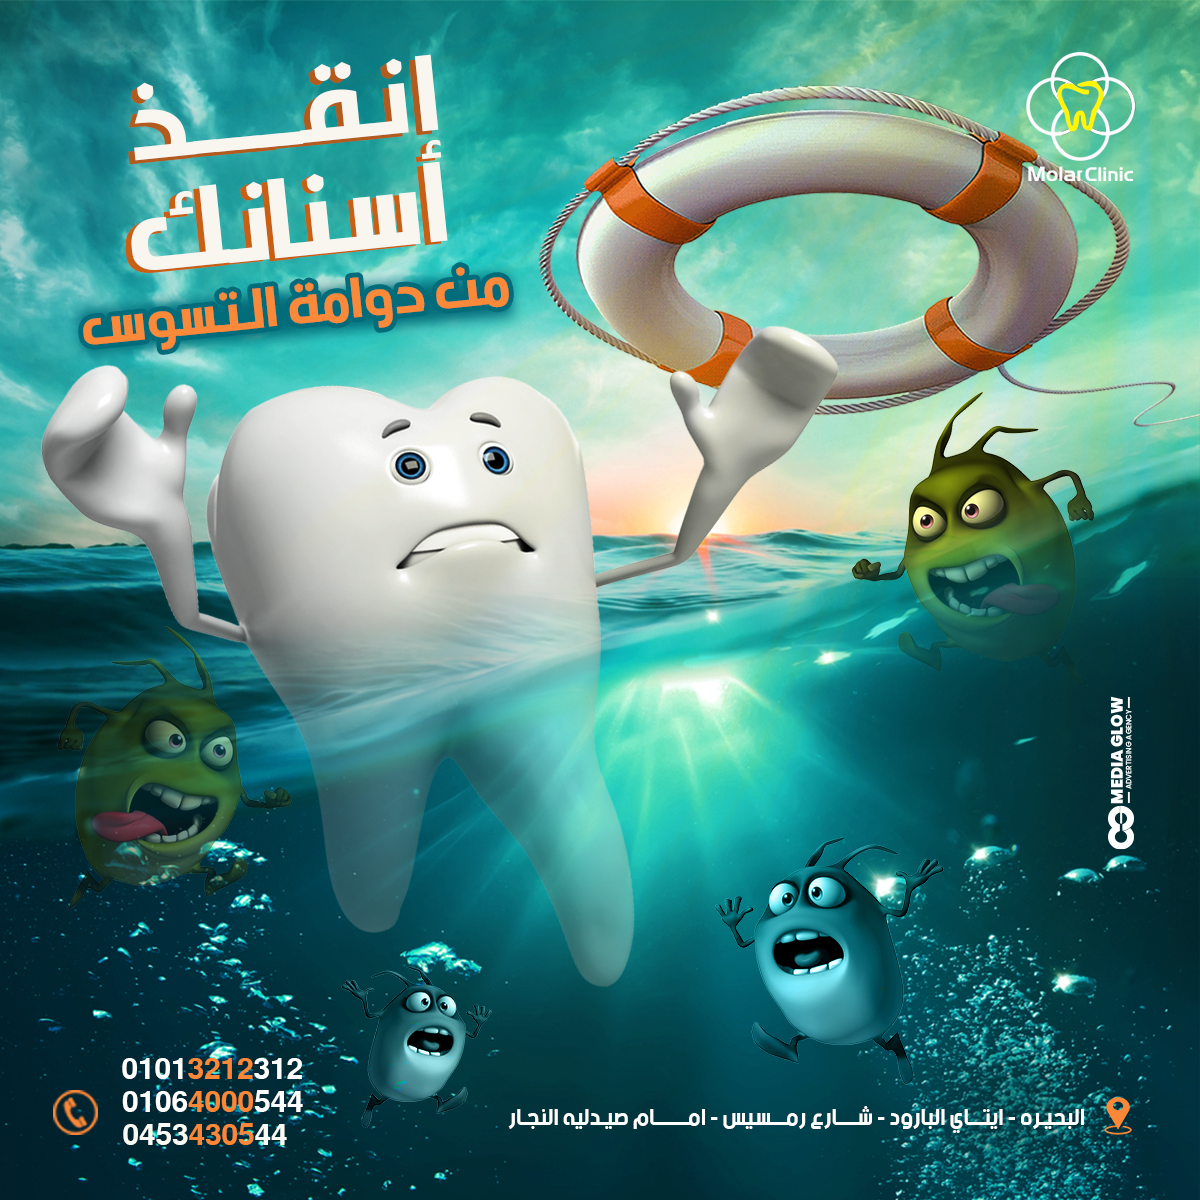 انقذ
أسنانك
من دوامة التسوس
Molar Clinic
MEDIA GLOW
ADVERTISING AGENCY
01013212312
01064000544
0453430544
البحيره - ايتاي البارود - شارع رمسيس - امام صيدليه النجار